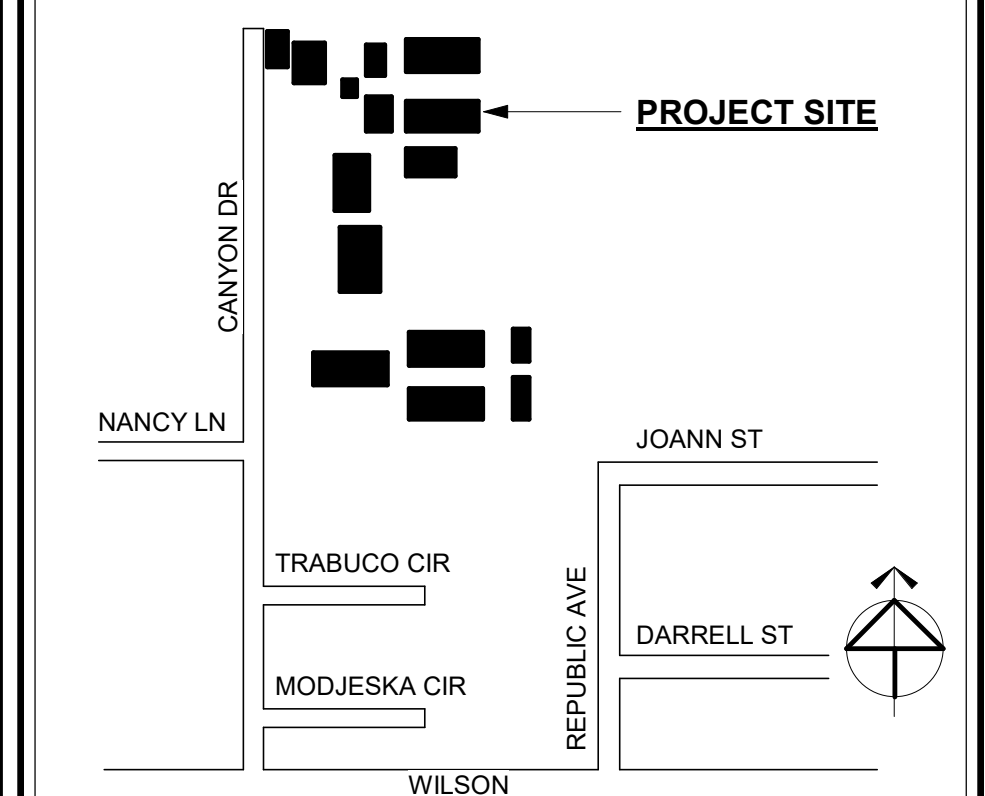 PROJECT SITE
CANYON DR
NANCY LN
JOANN ST
TRABUCO CIR
REPUBLIC AVE
DARRELL ST
MODJESKA CIR
WILSON